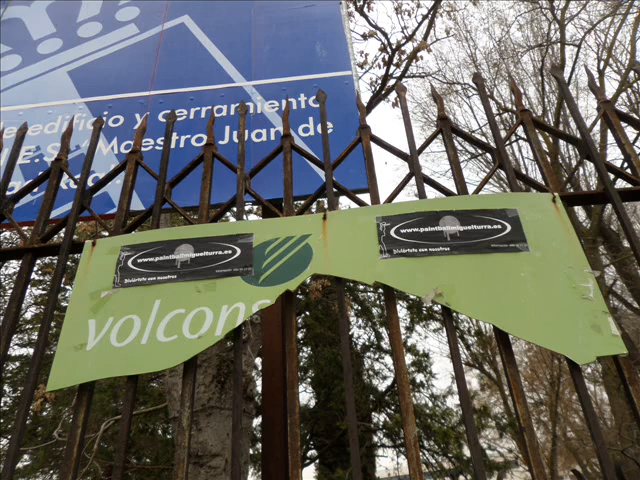 edificio y cerramiento
I.E.S. Maestro Juan de
www.paintballmiguelturra.es
Diviértete con nosotros
www.paintballmiguelturra.es
Diviértete con nosotros
volcons